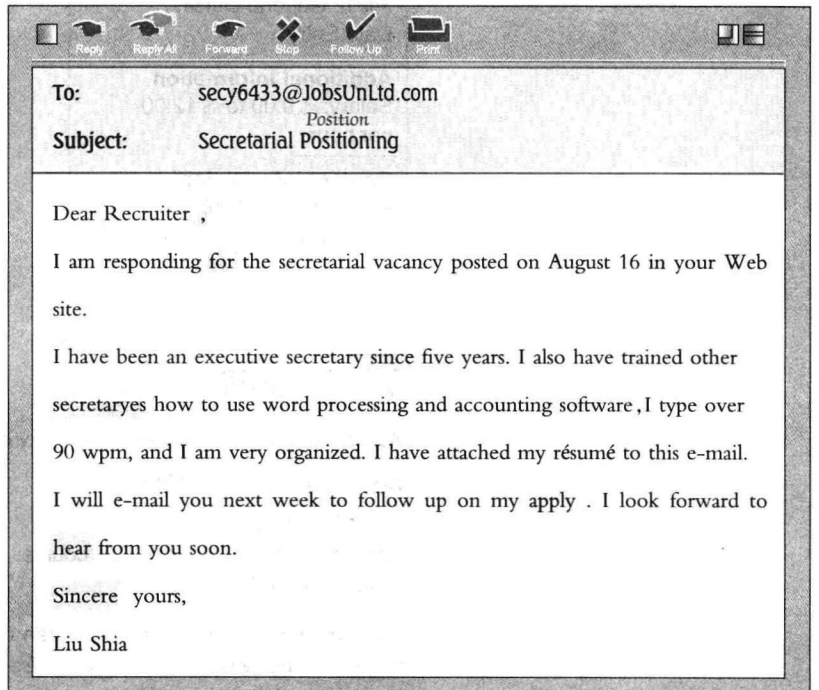 Reply Reply All Forward Stop Follow Up Print
To: secy6433@JobsUnLtd.com
Position
Subject: Secretarial Positioning
Dear Recruiter ,
I am responding for the secretarial vacancy posted on August 16 in your Web
site.
I have been an executive secretary since five years. I also have trained other
secretaryes how to use word processing and accounting software,I type over
90 wpm, and I am very organized. I have attached my résumé to this e-mail.
I will e-mail you next week to follow up on my apply . I look forward to
hear from you soon.
Sincere yours,
Liu Shia